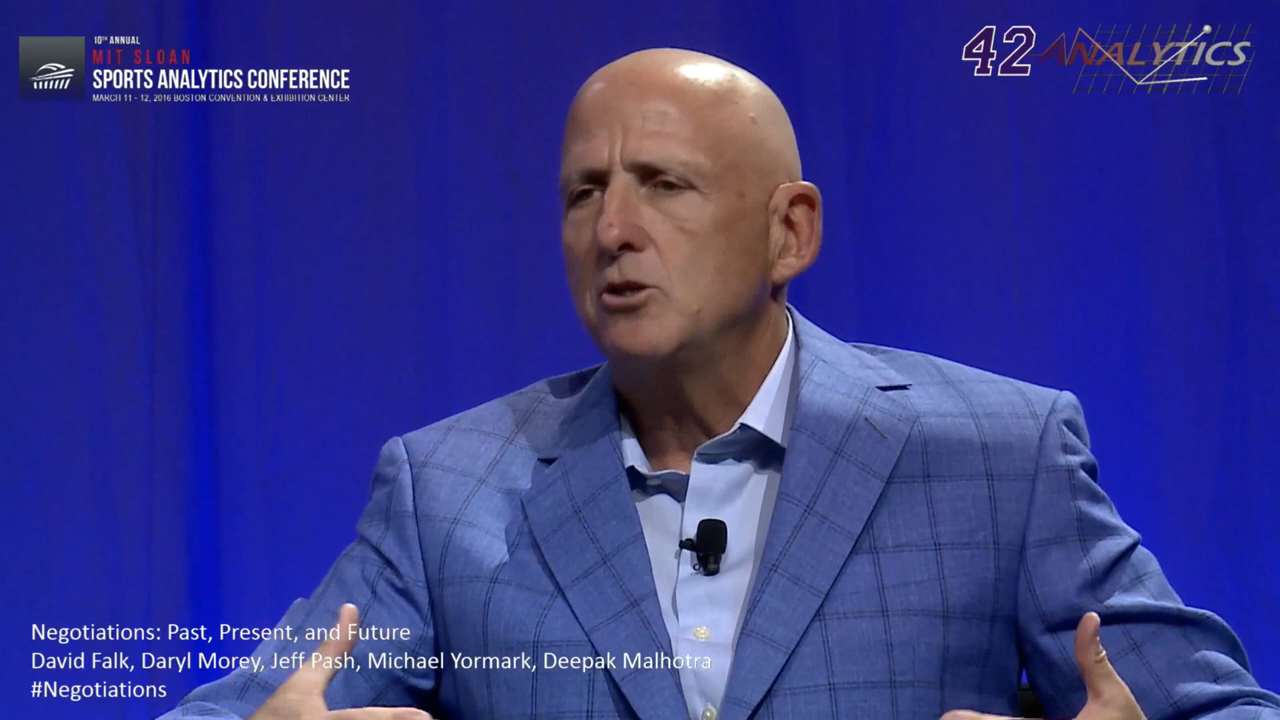 10TH ANNUAL
MIT SLOAN
SPORTS ANALYTICS CONFERENCE
MARCH 11 - 12, 2016 BOSTON CONVENTION & EXHIBITION CENTER
42 ANALYTICS
Negotiations: Past, Present, and Future
David Falk, Daryl Morey, Jeff Pash, Michael Yormark, Deepak Malhotra
#Negotiations